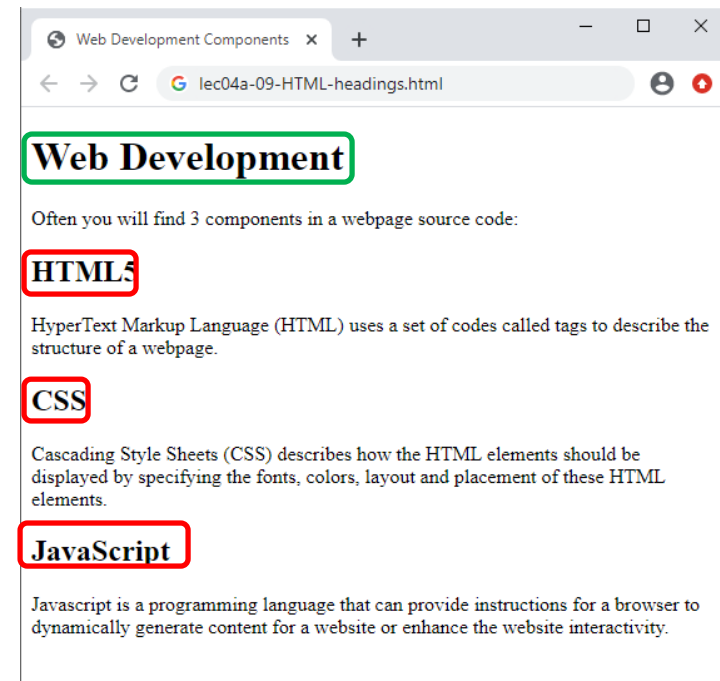 Web Development Components
lec04a-09-HTML-headings.html
Web Development
Often you will find 3 components in a webpage source code:
HTML5
HyperText Markup Language (HTML) uses a set of codes called tags to describe the
structure of a webpage.
CSS
Cascading Style Sheets (CSS) describes how the HTML elements should be
displayed by specifying the fonts, colors, layout and placement of these HTML
elements.
JavaScript
Javascript is a programming language that can provide instructions for a browser to
dynamically generate content for a website or enhance the website interactivity.